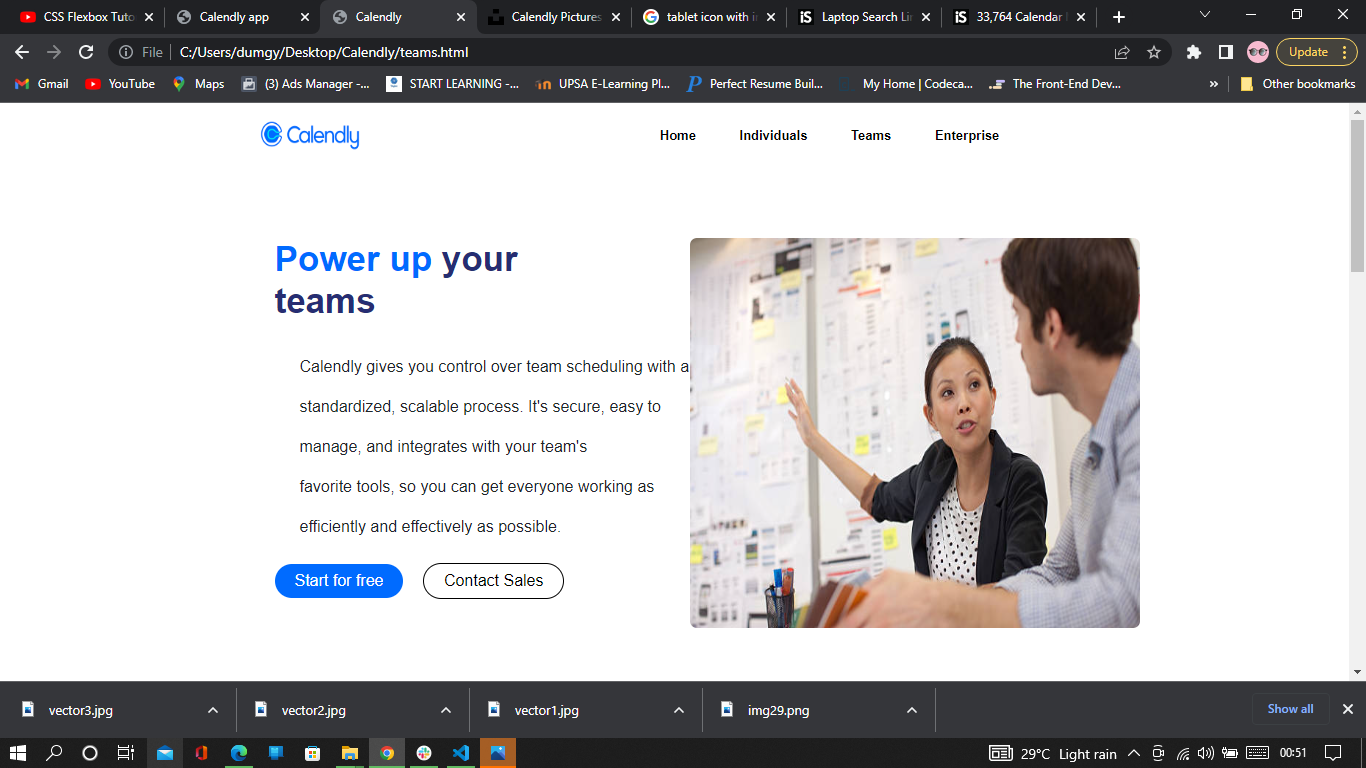 CSS Flexbox Tuto
Calendly app
Calendly
Calendly Pictures
tablet icon with i
Laptop Search Li
33,764 Calendar
File
C:/Users/dumgy/Desktop/Calendly/teams.html
Update
Gmail
YouTube
Maps
(3) Ads Manager -...
START LEARNING -...
UPSA E-Learning Pl...
Perfect Resume Buil...
My Home | Codeca...
The Front-End Dev...
»
Other bookmarks
Calendly
Home
Individuals
Teams
Enterprise
Power up your
teams
Calendly gives you control over team scheduling with a
standardized, scalable process. It's secure, easy to
manage, and integrates with your team's
favorite tools, so you can get everyone working as
efficiently and effectively as possible.
Start for free
Contact Sales
vector3.jpg
vector2.jpg
vector1.jpg
img29.png
Show all
29°C Light rain
00:51